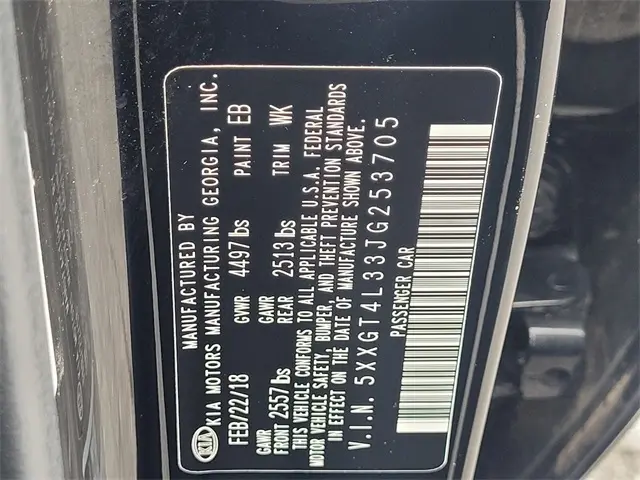 MANUFACTURED BY
KIA KIA MOTORS MANUFACTURING GEORGIA, INC.
FEB/22/18 GVWR 4497lbs PAINT EB
GAWR GAWR
FRONT 2557lbs REAR 2513lbs TRIM WK
THIS VEHICLE CONFORMS TO ALL APPLICABLE U.S.A. FEDERAL
MOTOR VEHICLE SAFETY, BUMPER, AND THEFT PREVENTION STANDARDS
IN EFFECT ON THE DATE OF MANUFACTURE SHOWN ABOVE.
V.I.N. 5XXGT4L33JG253705
PASSENGER CAR